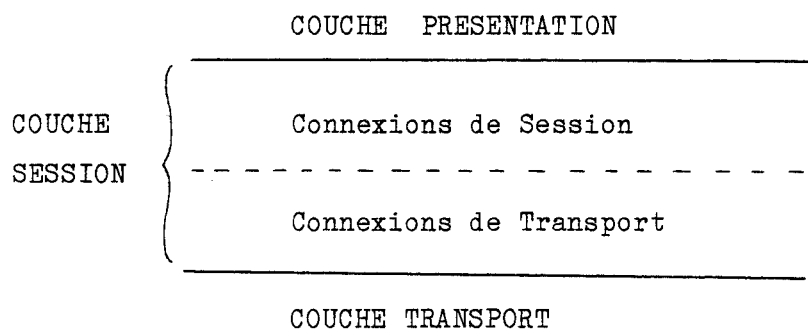 COUCHE PRESENTATION
COUCHE
SESSION
Connexions de Session
Connexions de Transport
COUCHE TRANSPORT